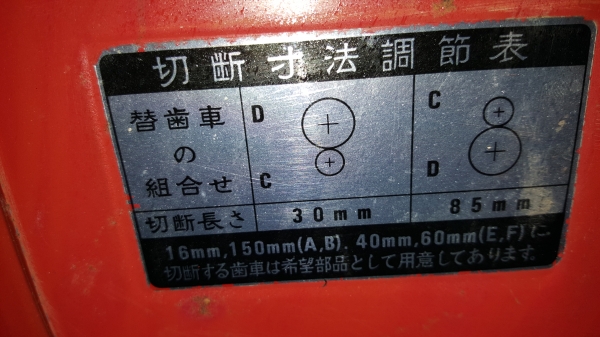 切断寸法調節表
替歯車の組合せ
D
C
C
D
切断長さ 30mm 85mm
16mm,150mm(A,B). 40mm,60mm(E,F)に
切断する歯車は希望部品として用意してあります.